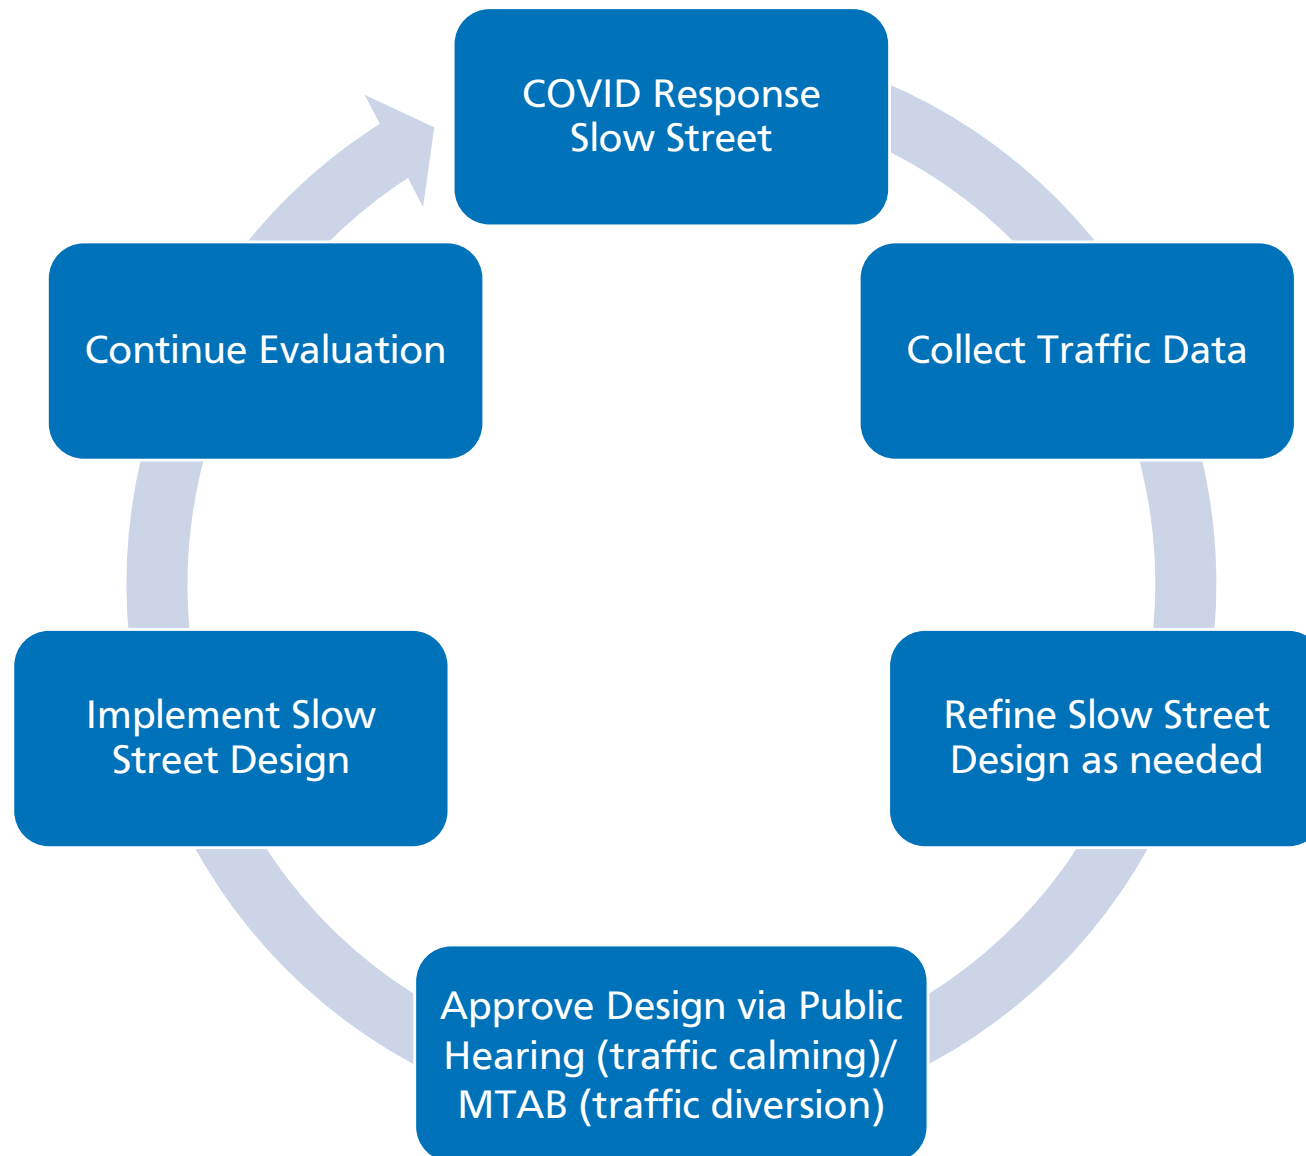 COVID Response
Slow Street
Collect Traffic Data
Refine Slow Street
Design as needed
Approve Design via Public
Hearing (traffic calming)/
MTAB (traffic diversion)
Implement Slow
Street Design
Continue Evaluation